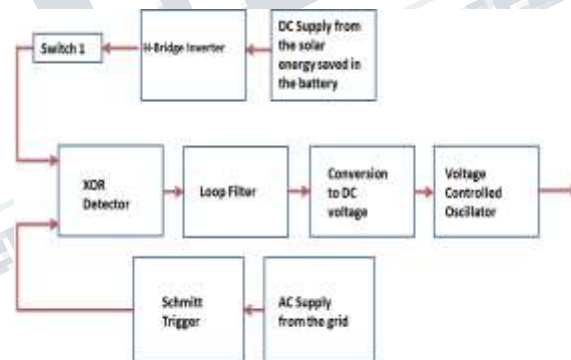 Switch 1
H-Bridge Inverter
DC Supply from
the solar
energy saved in
the battery
XOR
Detector
Loop Filter
Conversion
to DC
voltage
Voltage
Controlled
Oscillator
Schmitt
Trigger
AC Supply
from the grid